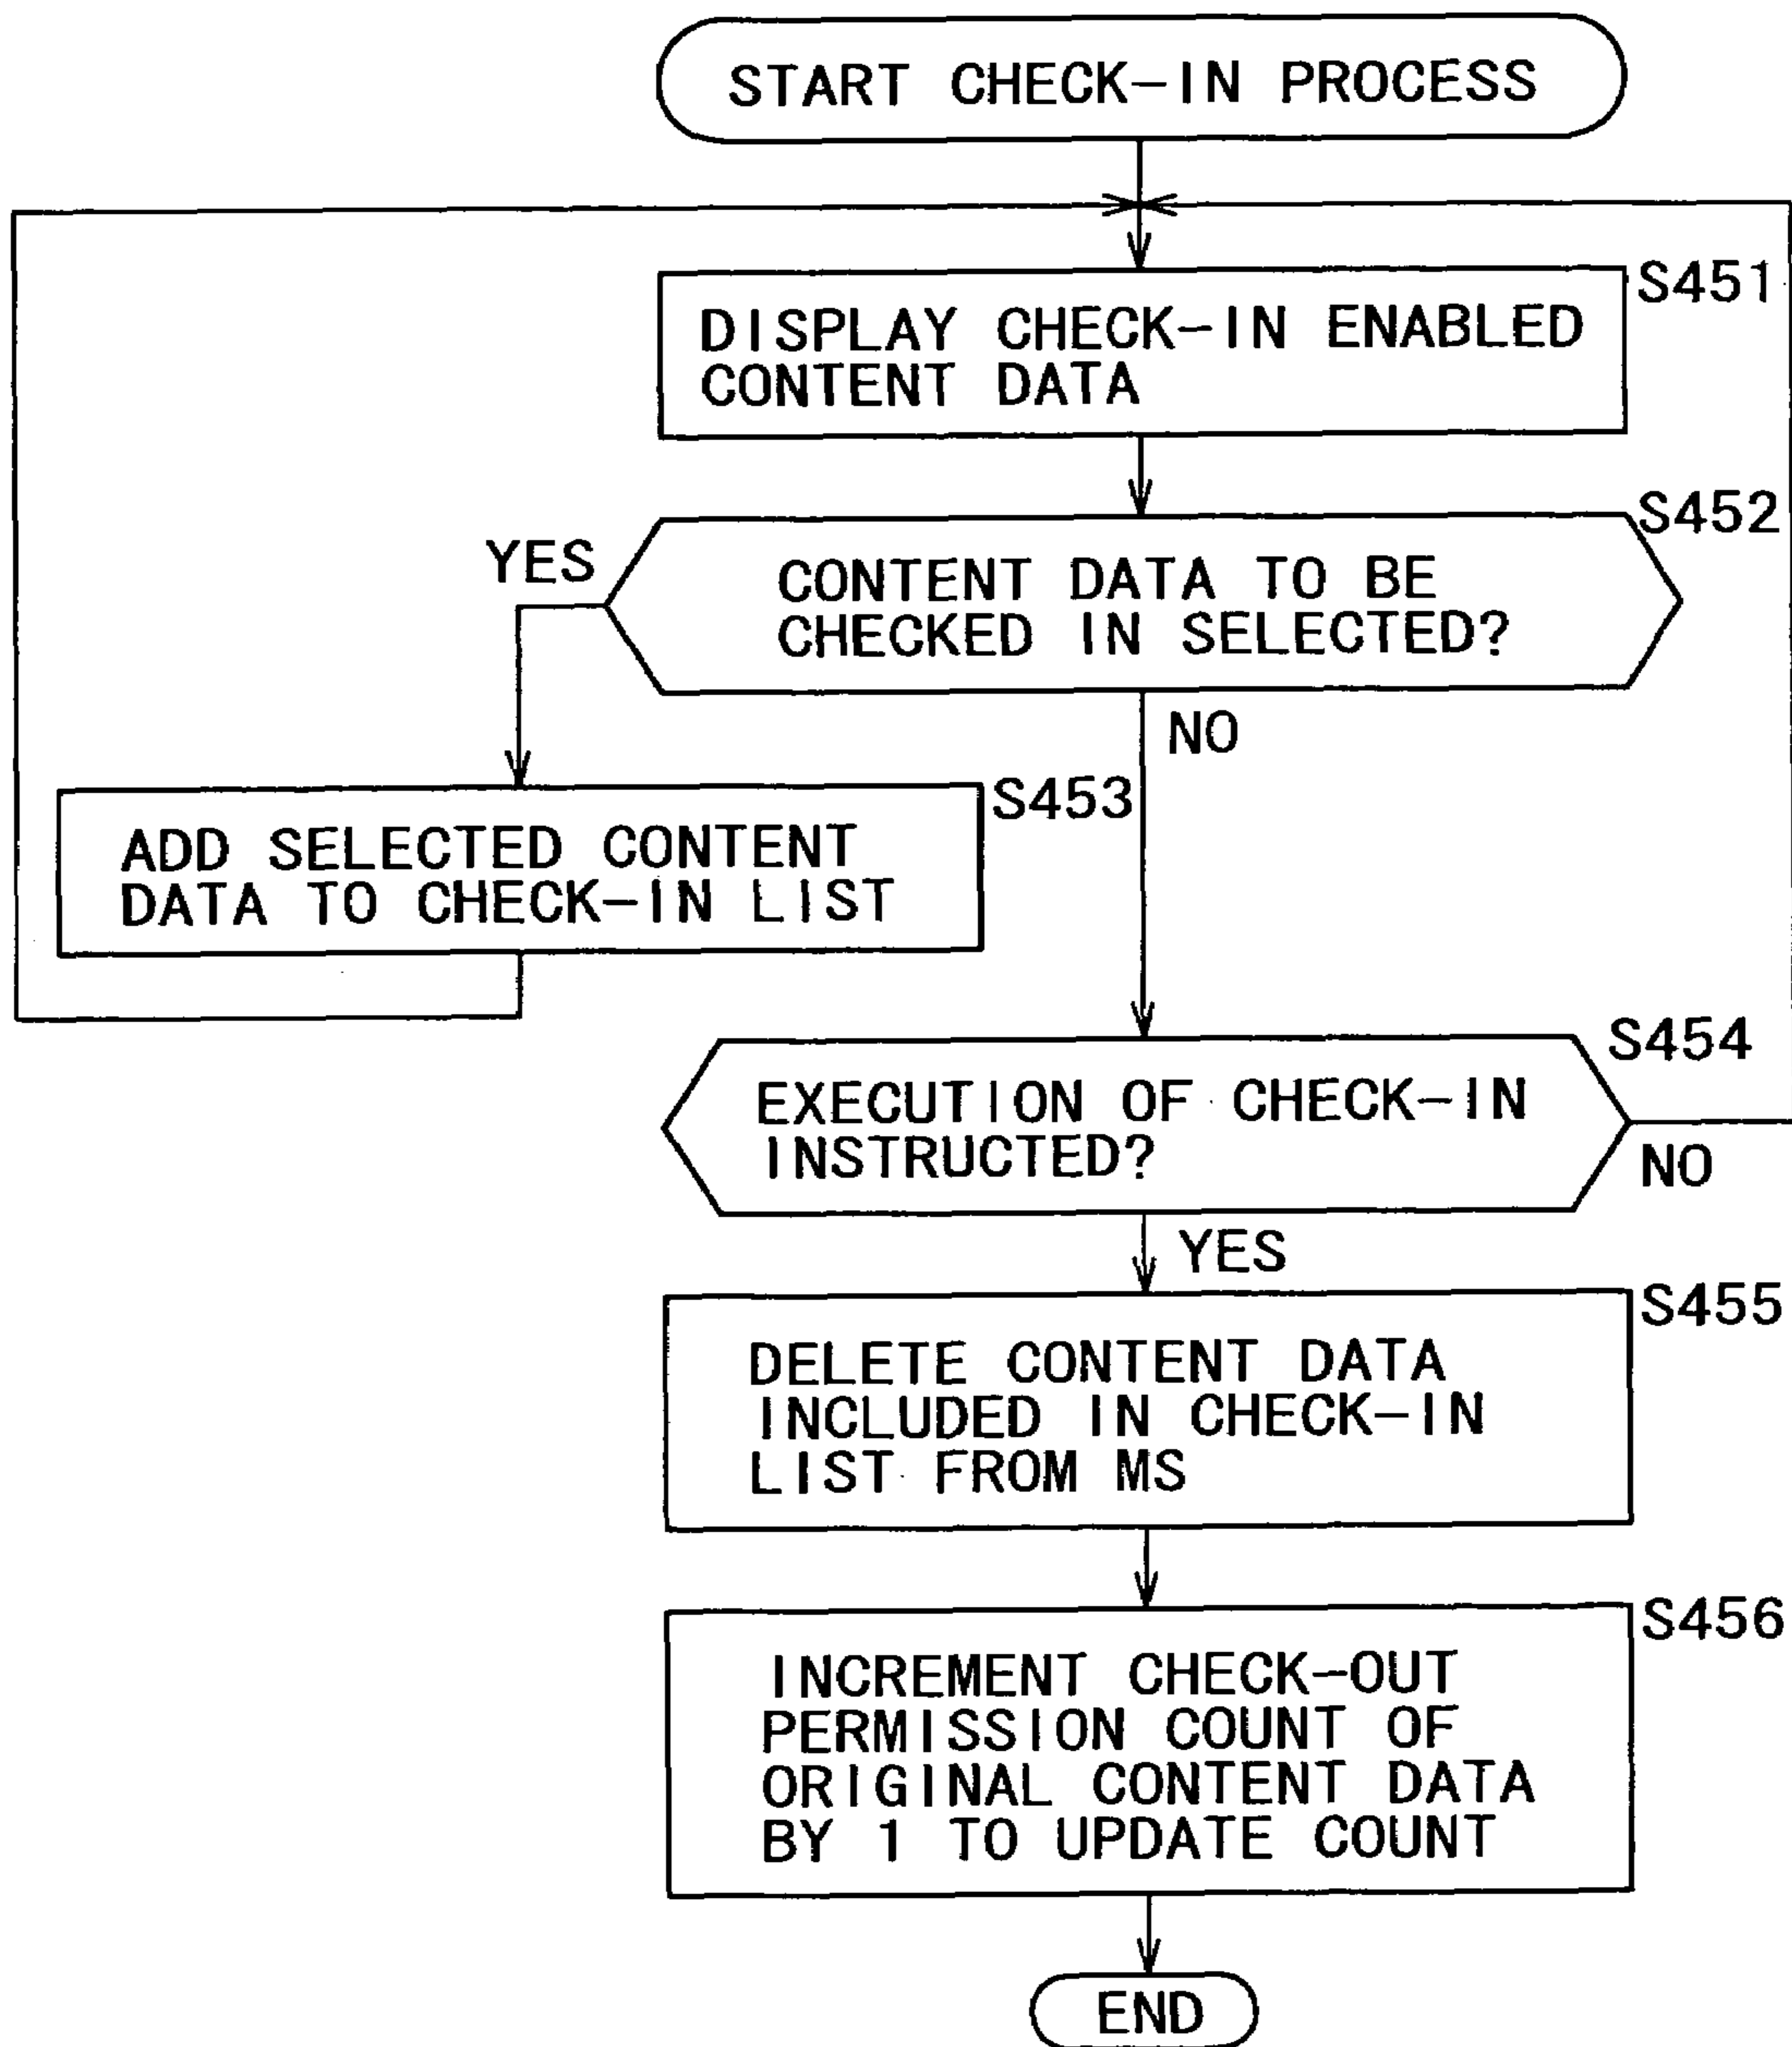 START CHECK-IN PROCESS
S451
DISPLAY CHECK-IN ENABLED
CONTENT DATA
S452
YES
CONTENT DATA TO BE
CHECKED IN SELECTED?
NO
S453
ADD SELECTED CONTENT
DATA TO CHECK-IN LIST
S454
EXECUTION OF CHECK-IN
INSTRUCTED?
NO
YES
S455
DELETE CONTENT DATA
INCLUDED IN CHECK-IN
LIST FROM MS
S456
INCREMENT CHECK-OUT
PERMISSION COUNT OF
ORIGINAL CONTENT DATA
BY 1 TO UPDATE COUNT
END